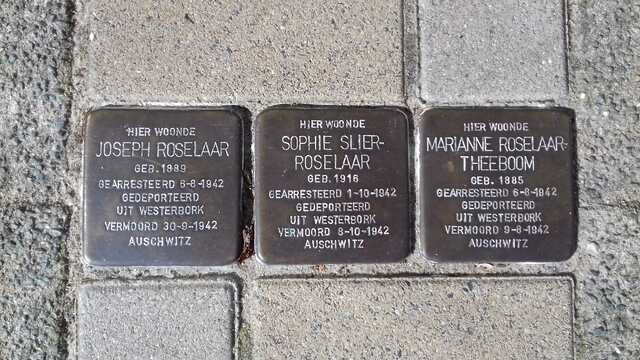 HIER WOONDE
JOSEPH ROSELAAR
GEB. 1889
GEARRESTEERD 6-8-1942
GEDEPORTEERD
UIT WESTERBORK
VERMOORD 30-9-1942
AUSCHWITZ
HIER WOONDE
SOPHIE SLIER-
ROSELAAR
GEB. 1916
GEARRESTEERD 1-10-1942
GEDEPORTEERD
UIT WESTERBORK
VERMOORD 8-10-1942
AUSCHWITZ
HIER WOONDE
MARIANNE ROSELAAR-
THEEBOOM
GEB. 1885
GEARRESTEERD 6-8-1942
GEDEPORTEERD
UIT WESTERBORK
VERMOORD 9-8-1942
AUSCHWITZ